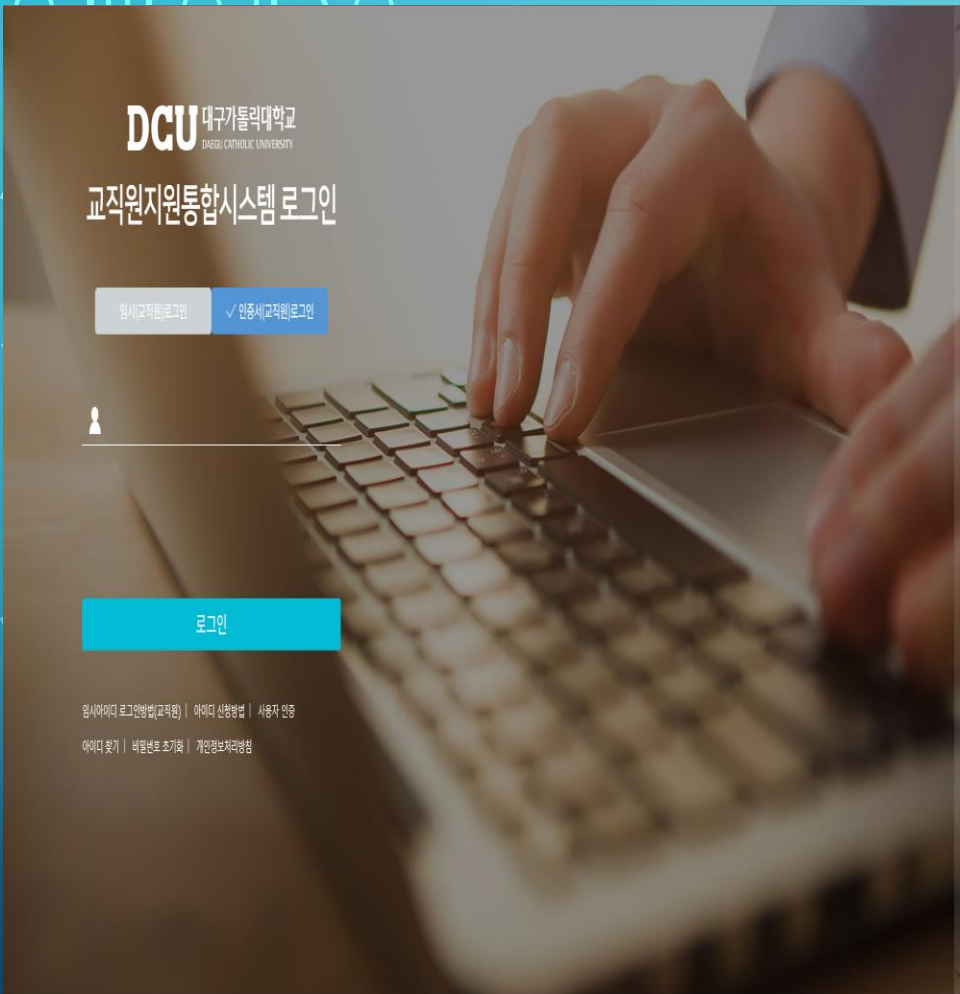 DCU 대구가톨릭대학교
DAEGU CATHOLIC UNIVERSITY
교직원지원통합시스템 로그인
임시(교직원)로그인 ✓ 인증서(교직원)로그인
로그인
임시아이디 로그인방법(교직원) | 아이디 신청방법 | 사용자 인증
아이디 찾기 | 비밀번호 초기화 | 개인정보처리방침